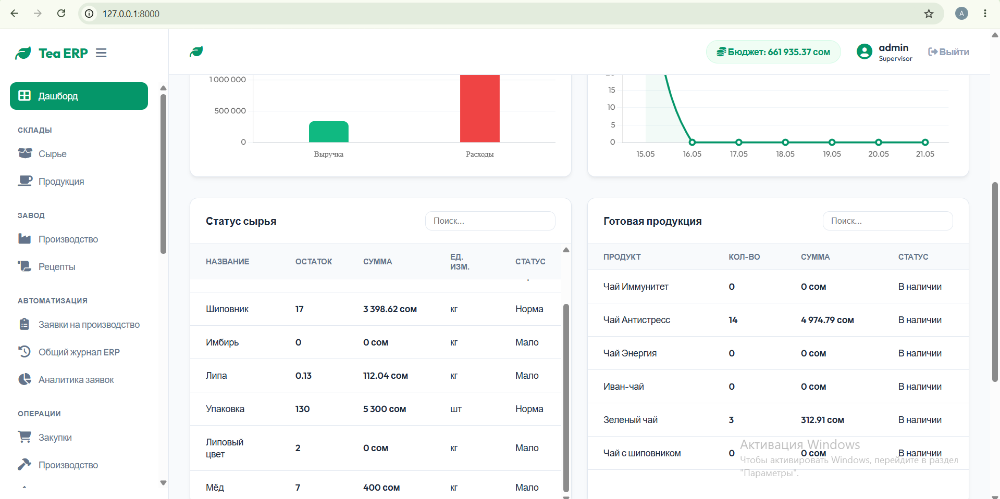 127.0.0.1:8000
A
Tea ERP
Бюджет: 661 935.37 сом
admin
Supervisor
Выйти
Дашборд
СКЛАДЫ
Сырье
Продукция
ЗАВОД
Производство
Рецепты
АВТОМАТИЗАЦИЯ
Заявки на производство
Общий журнал ERP
Аналитика заявок
ОПЕРАЦИИ
Закупки
Производство
1 000 000
500 000
0
Выручка
Расходы
15
10
5
0
15.05 16.05 17.05 18.05 19.05 20.05 21.05
Статус сырья
Поиск...
НАЗВАНИЕ ОСТАТОК СУММА ЕД. ИЗМ. СТАТУС
Шиповник 17 3 398.62 сом кг Норма
Имбирь 0 0 сом кг Мало
Липа 0.13 112.04 сом кг Мало
Упаковка 130 5 300 сом шт Норма
Липовый цвет 2 0 сом кг Мало
Мёд 7 400 сом кг Мало
Готовая продукция
Поиск...
ПРОДУКТ КОЛ-ВО СУММА СТАТУС
Чай Иммунитет 0 0 сом В наличии
Чай Антистресс 14 4 974.79 сом В наличии
Чай Энергия 0 0 сом В наличии
Иван-чай 0 0 сом В наличии
Зеленый чай 3 312.91 сом В наличии
Чай с шиповником 0 0 сом В наличии
Активация Windows
Чтобы активировать Windows, перейдите в раздел
"Параметры".